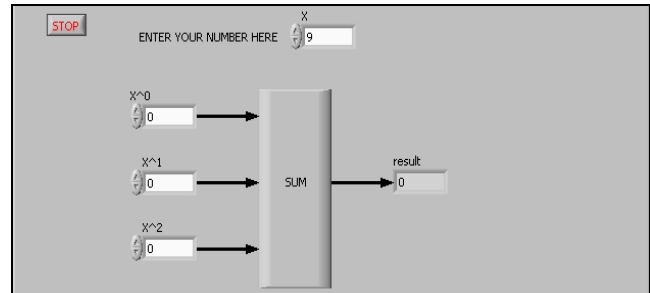 X
STOP
ENTER YOUR NUMBER HERE 9
X^0
0
X^1
result
0
SUM
0
X^2
0